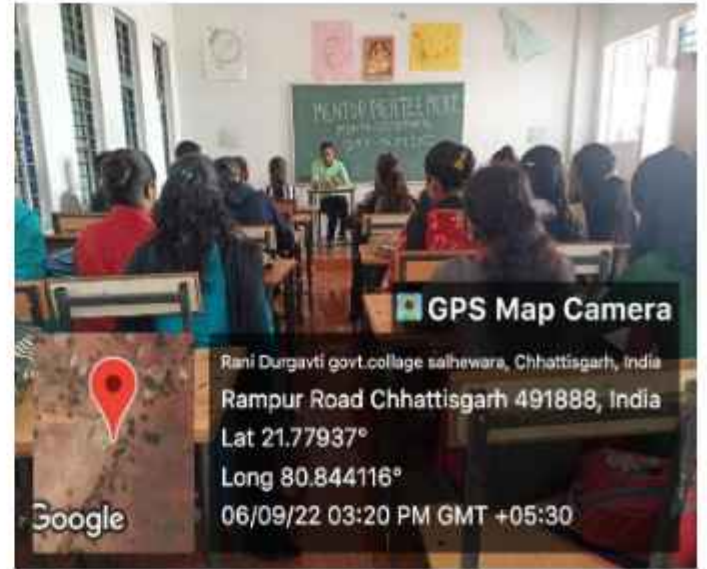 MENTOR MENTEE MEET
GPS Map Camera
Rani Durgavti govt.collage salhewara, Chhattisgarh, India
Rampur Road Chhattisgarh 491888, India
Lat 21.77937°
Long 80.844116°
06/09/22 03:20 PM GMT +05:30
Google